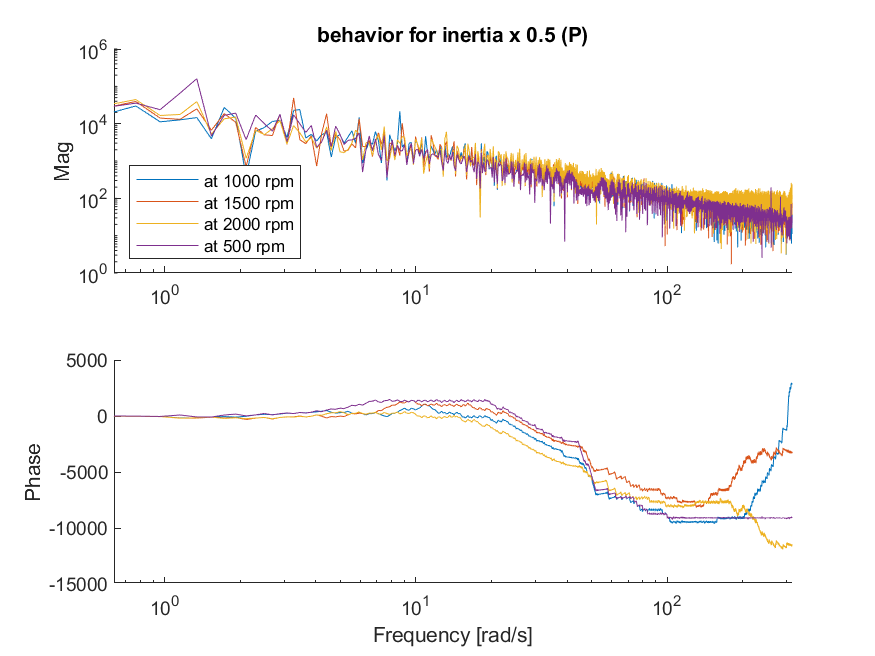 behavior for inertia x 0.5 (P)
10^6
10^4
10^2
10^0
Mag
at 1000 rpm
at 1500 rpm
at 2000 rpm
at 500 rpm
10^0 10^1 10^2
5000
0
-5000
-10000
-15000
Phase
10^0 10^1 10^2
Frequency [rad/s]